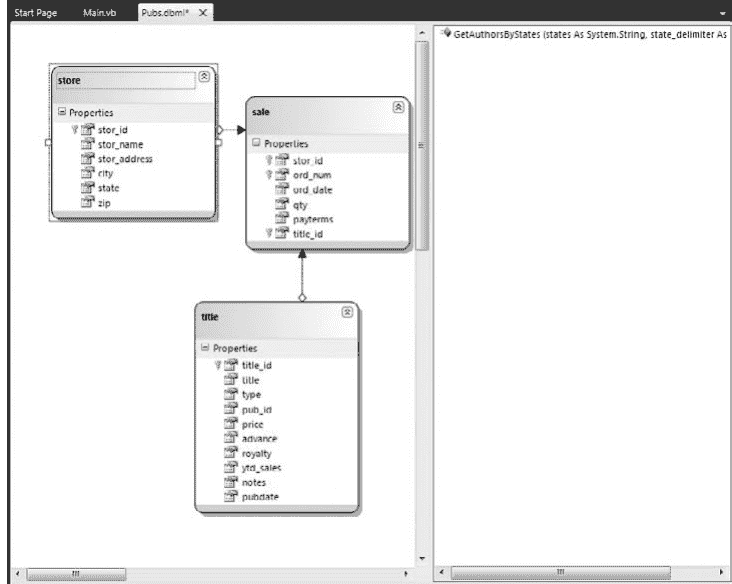 Start Page Main.vb Pubs.dbml* X
GetAuthorsByStates (states As System.String, state_delimiter As
store
Properties
stor_id
stor_name
stor_address
city
state
zip
sale
Properties
stor_id
ord_num
ord_date
qty
payterms
title_id
title
Properties
title_id
title
type
pub_id
price
advance
royalty
ytd_sales
notes
pubdate